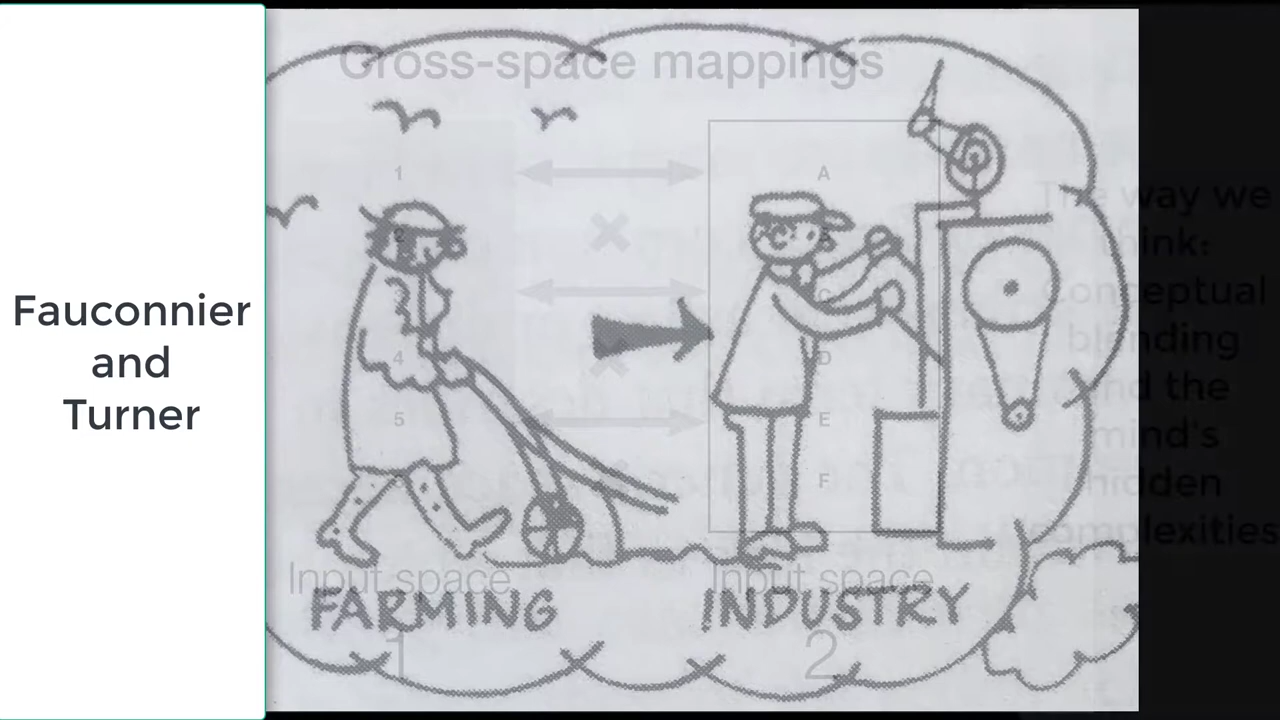 Fauconnier
and
Turner
Cross-space mappings
1
A
2
3
4
D
5
E
F
Input space
1
Input space
2
FARMING
INDUSTRY
The way we
think:
Conceptual
blending
and the
mind's
hidden
complexities